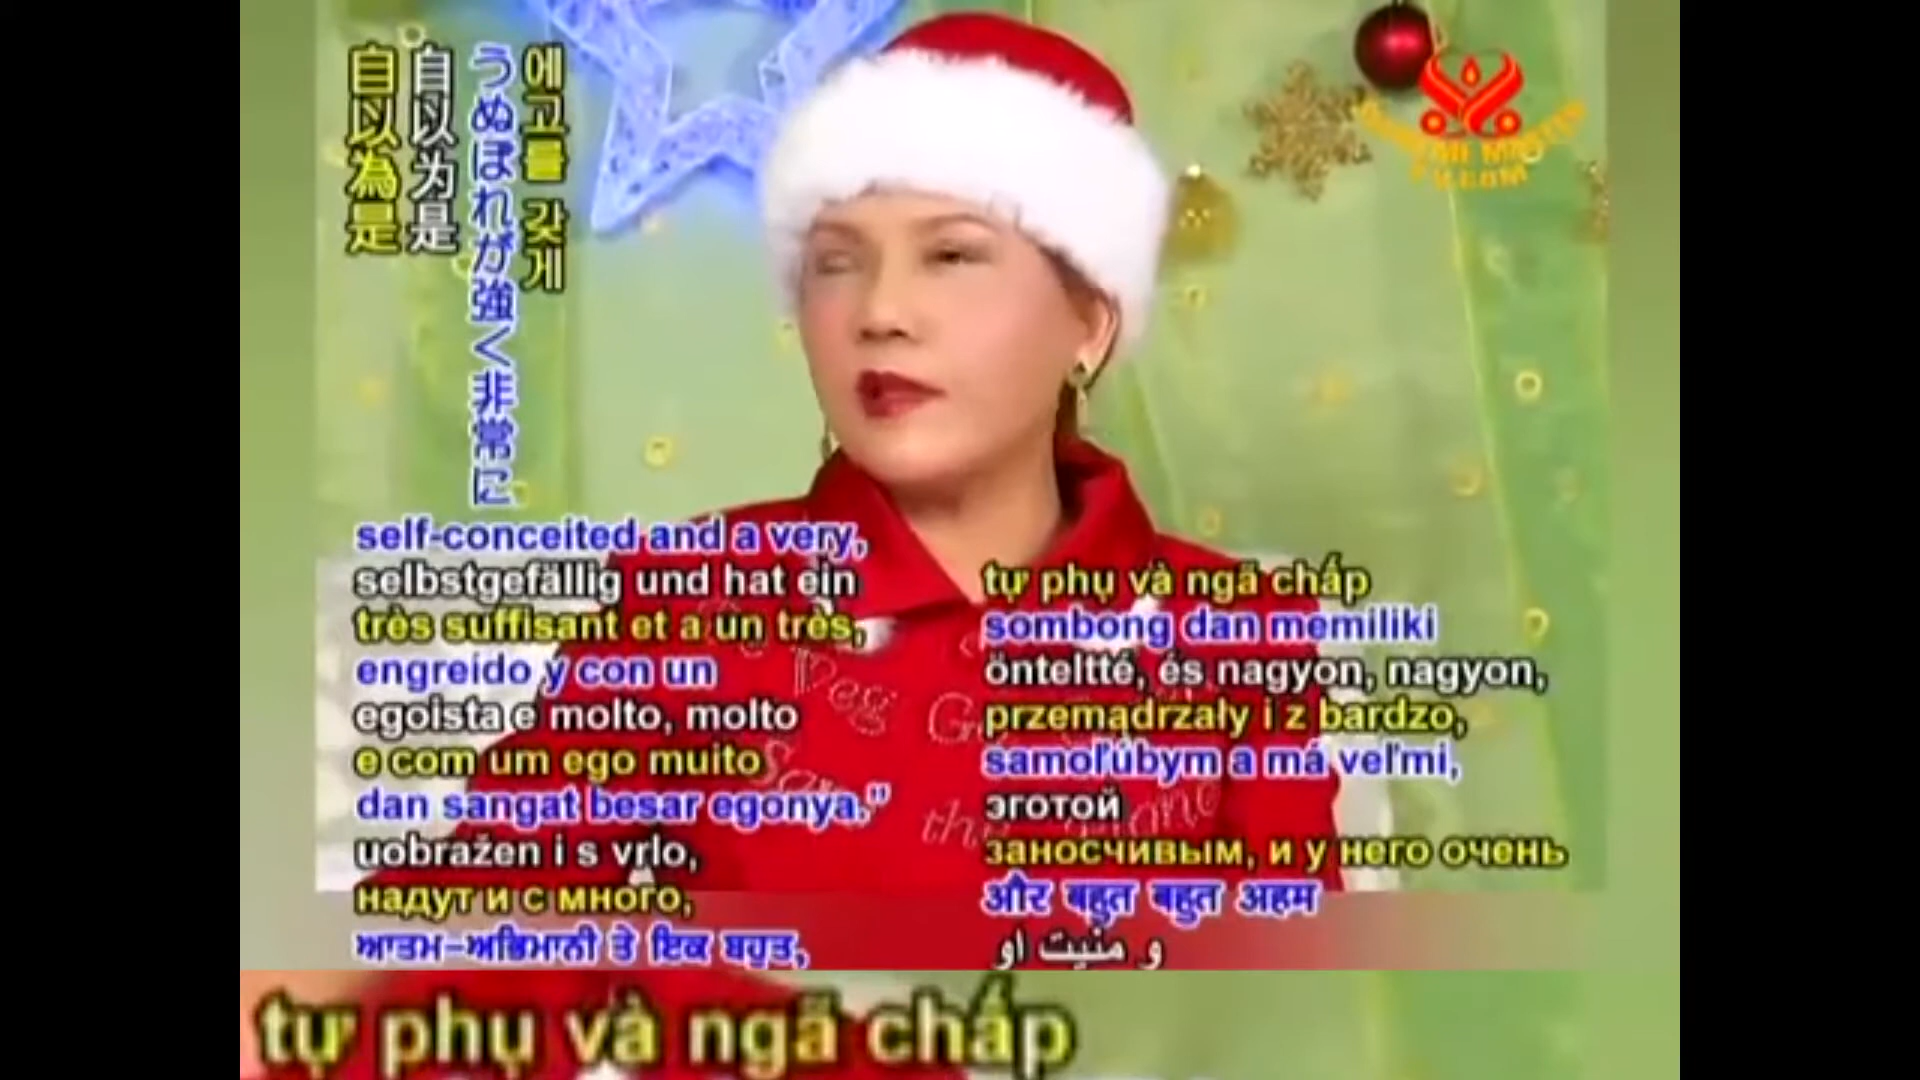 自以為是
自以为是
うぬぼれが強く非常に
에고를 갖게
self-conceited and a very,
selbstgefällig und hat ein
très suffisant et a un très,
engreído y con un
egoista e molto, molto
e com um ego muito
dan sangat besar egonya."
uobražen i s vrlo,
надут и с много,
ਆਤਮ-ਅਭਿਮਾਨੀ ਤੇ ਇਕ ਬਹੁਤ,
tự phụ và ngã chấp
sombong dan memiliki
önteltté, és nagyon, nagyon,
przemądrzały i z bardzo,
samoľúbym a má veľmi,
эготой
заносчивым, и у него очень
और बहुत बहुत अहम
و منیت او
tự phụ và ngã chấp